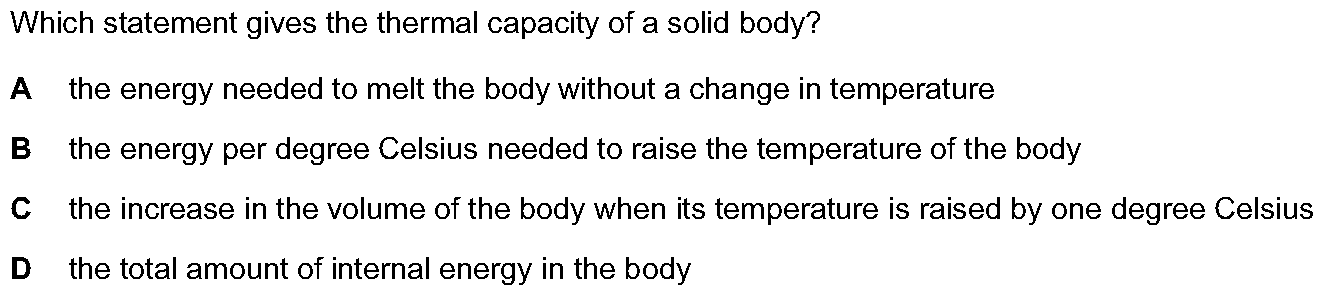 Which statement gives the thermal capacity of a solid body?
A the energy needed to melt the body without a change in temperature
B the energy per degree Celsius needed to raise the temperature of the body
C the increase in the volume of the body when its temperature is raised by one degree Celsius
D the total amount of internal energy in the body